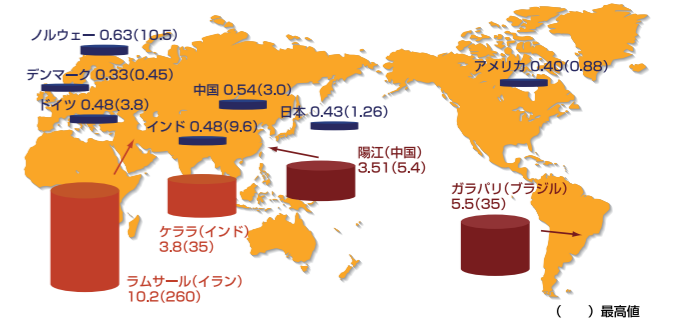 ノルウェー 0.63(10.5)
デンマーク 0.33(0.45)
ドイツ 0.48(3.8)
中国 0.54(3.0)
インド 0.48(9.6)
日本 0.43(1.26)
アメリカ 0.40(0.88)
陽江(中国)
3.51(5.4)
ガラパリ(ブラジル)
5.5(35)
ケララ(インド)
3.8(35)
ラムサール(イラン)
10.2(260)
(　　)最高値